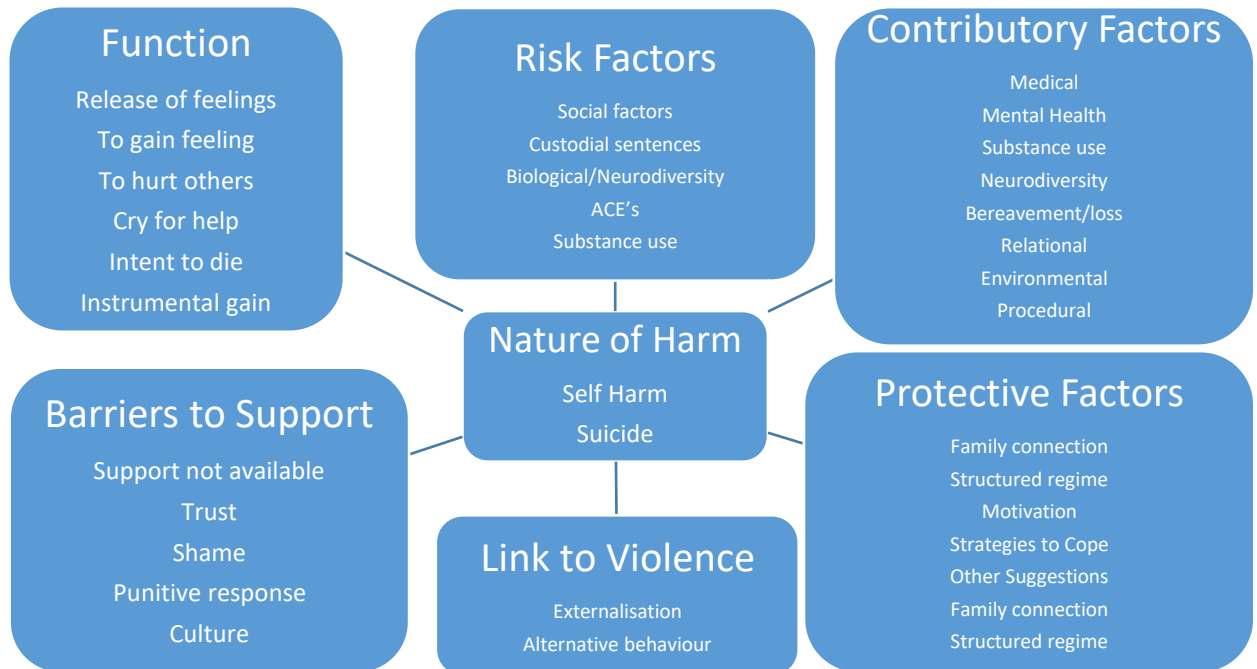 Function
Release of feelings
To gain feeling
To hurt others
Cry for help
Intent to die
Instrumental gain
Risk Factors
Social factors
Custodial sentences
Biological/Neurodiversity
ACE's
Substance use
Contributory Factors
Medical
Mental Health
Substance use
Neurodiversity
Bereavement/loss
Relational
Environmental
Procedural
Nature of Harm
Self Harm
Suicide
Barriers to Support
Support not available
Trust
Shame
Punitive response
Culture
Link to Violence
Externalisation
Alternative behaviour
Protective Factors
Family connection
Structured regime
Motivation
Strategies to Cope
Other Suggestions
Family connection
Structured regime